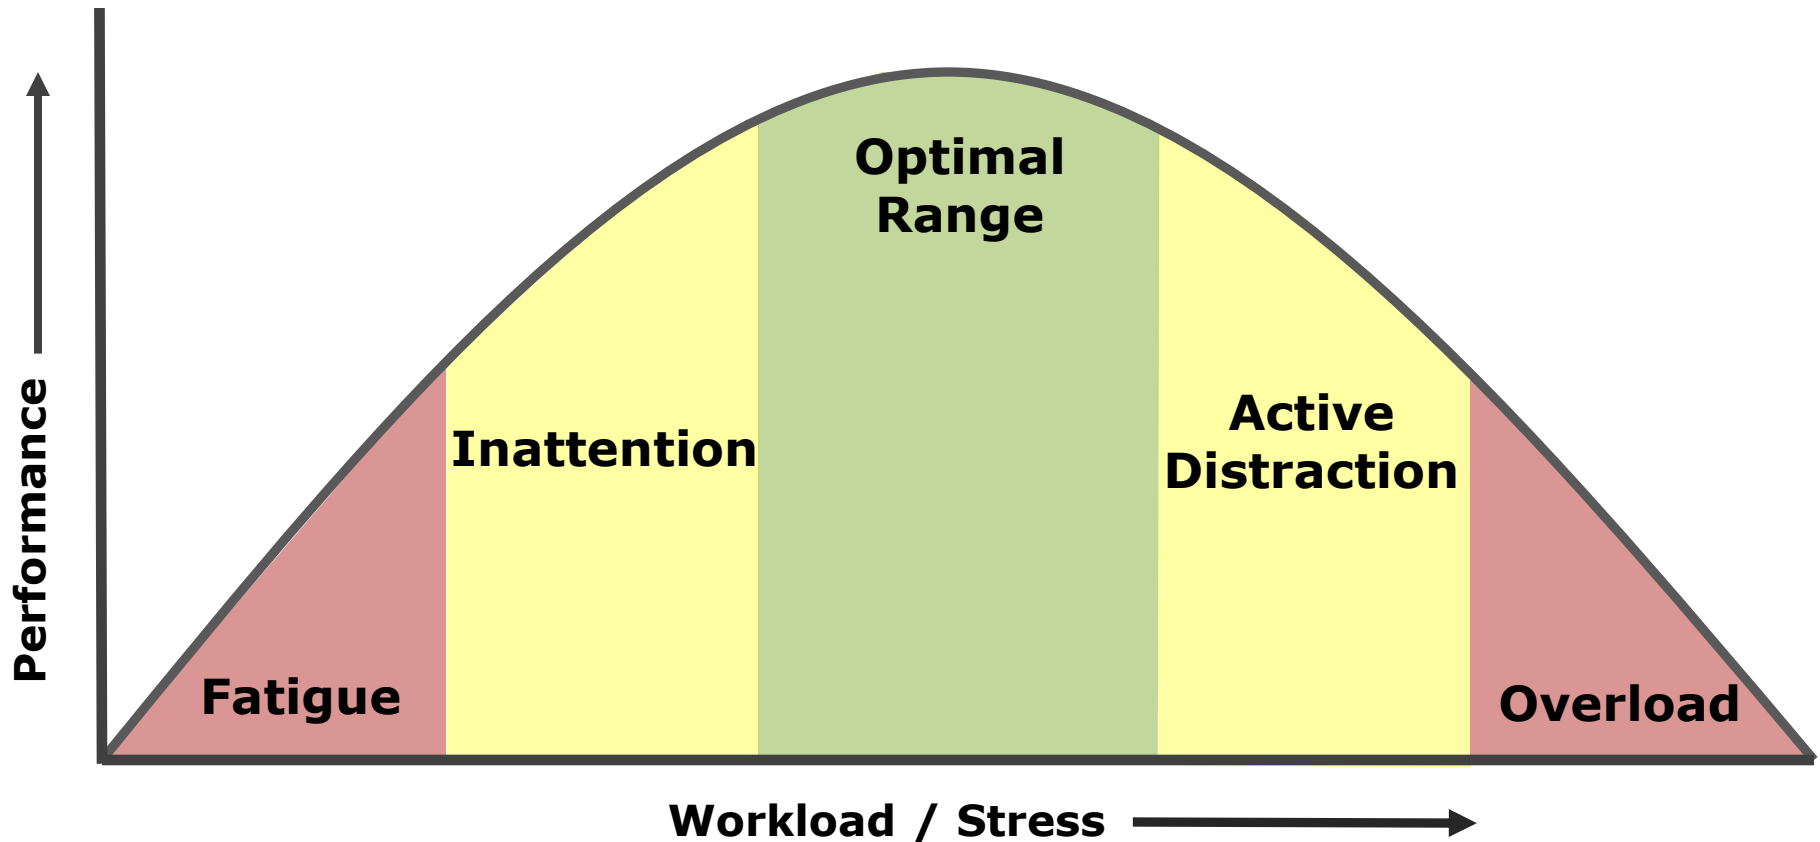 Optimal
Range
Active
Distraction
Inattention
Fatigue
Overload
Performance
Workload / Stress